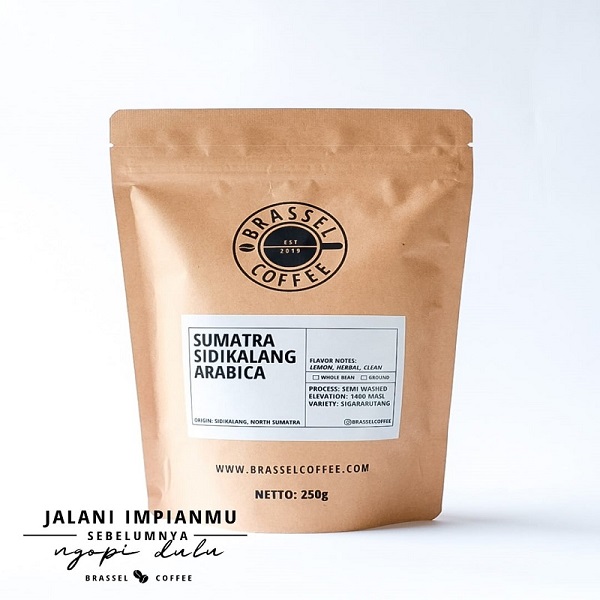 BRASSEL
EST
2019
COFFEE
SUMATRA
SIDIKALANG
ARABICA
ORIGIN: SIDIKALANG, NORTH SUMATRA
FLAVOR NOTES:
LEMON, HERBAL, CLEAN
WHOLE BEAN GROUND
PROCESS: SEMI WASHED
ELEVATION: 1400 MASL
VARIETY: SIGARARUTANG
@BRASSELCOFFEE
WWW.BRASSELCOFFEE.COM
NETTO: 250g
JALANI IMPIANMU
SEBELUMNYA
ngopi dulu
BRASSEL COFFEE